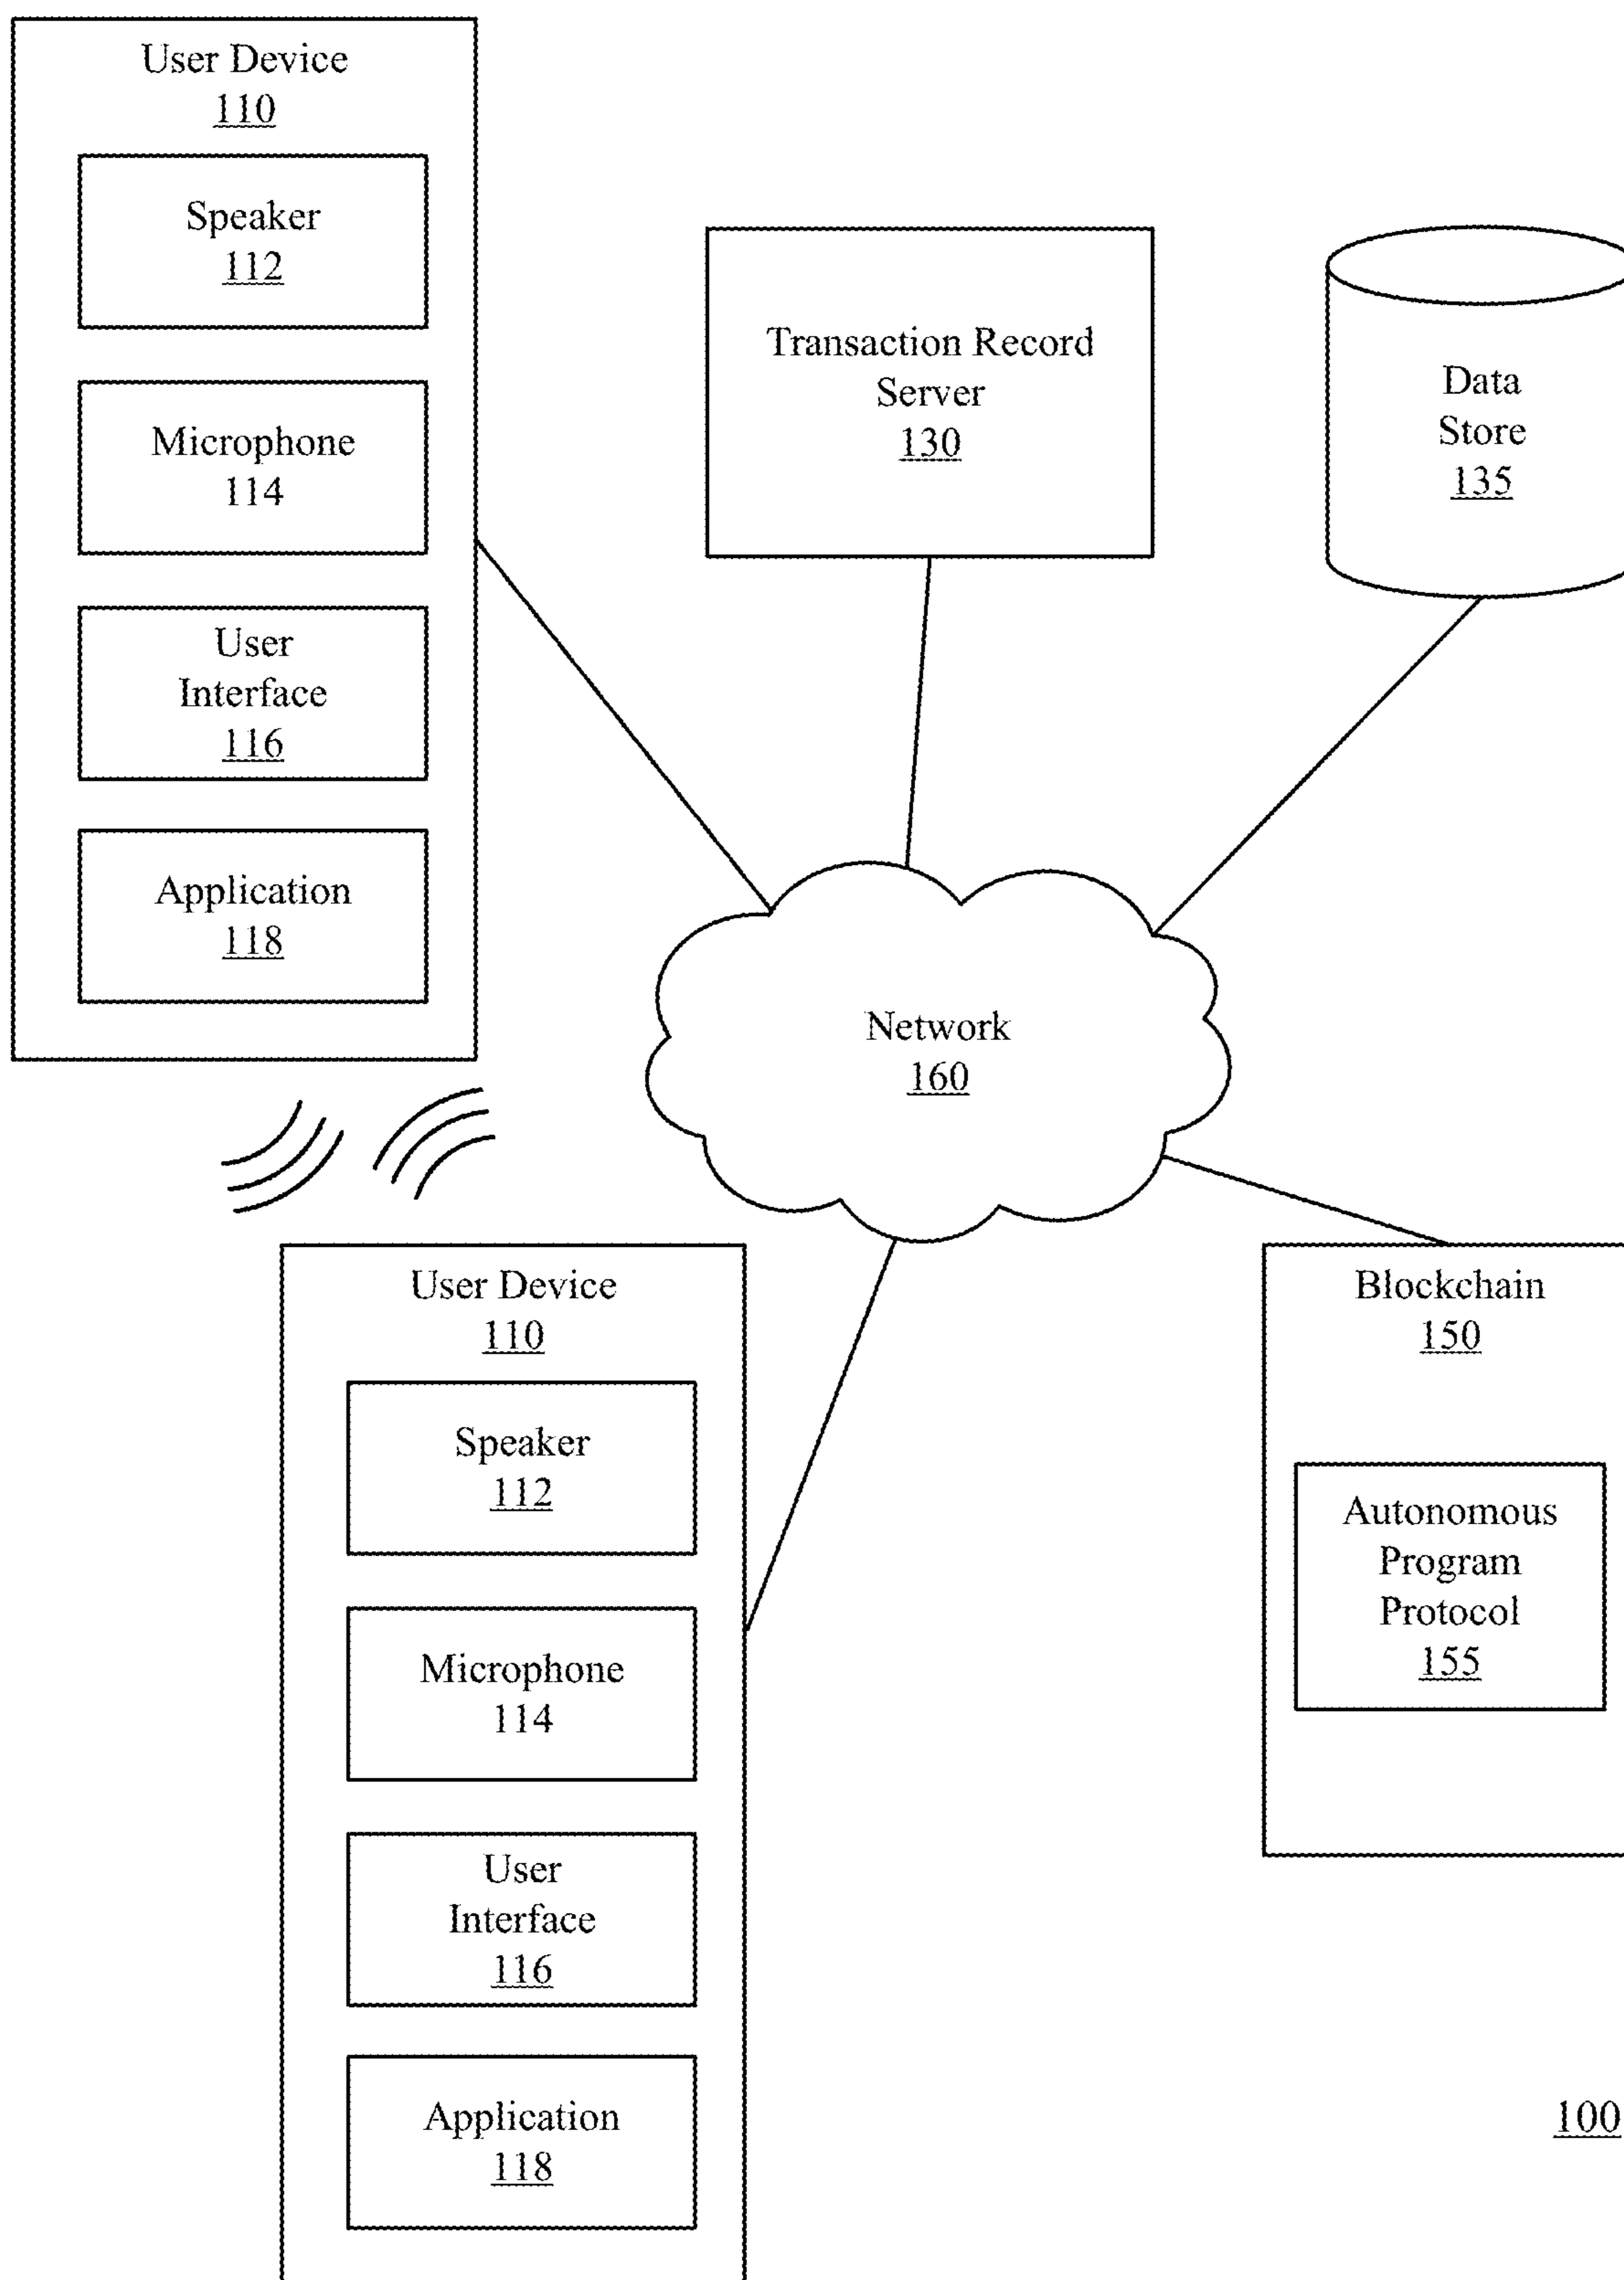 User Device
110
Speaker
112
Microphone
114
User
Interface
116
Application
118
Transaction Record
Server
130
Data
Store
135
Network
160
User Device
110
Speaker
112
Microphone
114
User
Interface
116
Application
118
Blockchain
150
Autonomous
Program
Protocol
155
100